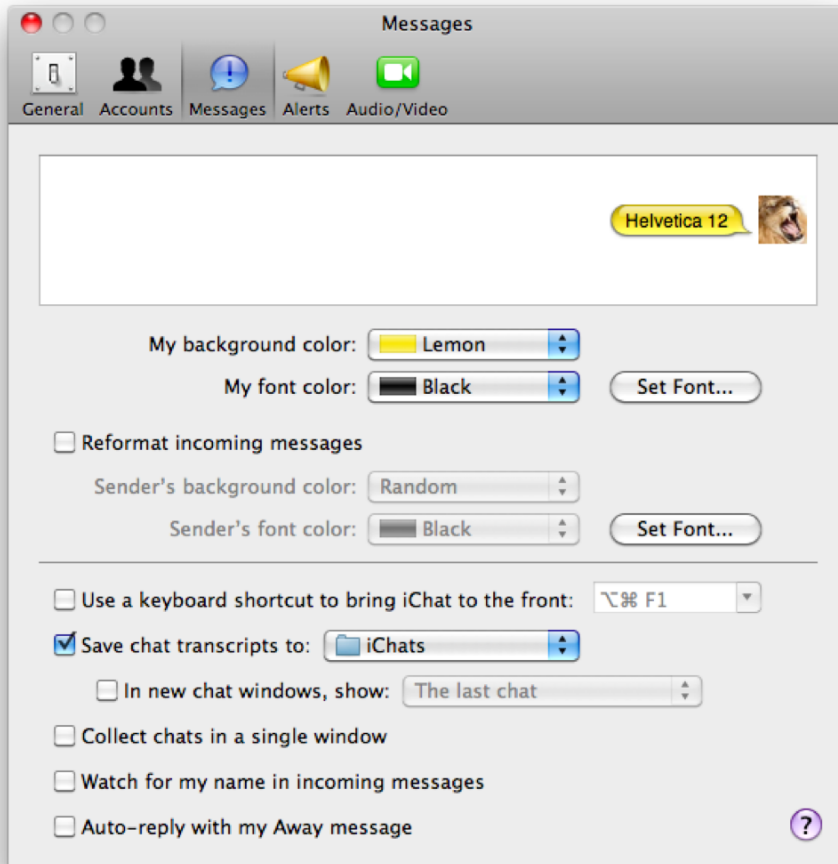 Messages
General Accounts Messages Alerts Audio/Video
Helvetica 12
My background color: Lemon
My font color: Black Set Font...
Reformat incoming messages
Sender's background color: Random
Sender's font color: Black Set Font...
Use a keyboard shortcut to bring iChat to the front: ⌥⌘ F1
Save chat transcripts to: iChats
In new chat windows, show: The last chat
Collect chats in a single window
Watch for my name in incoming messages
Auto-reply with my Away message
?